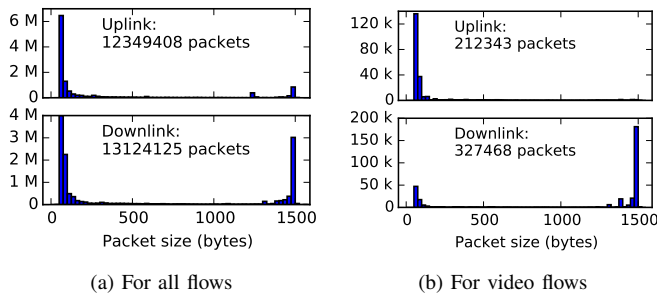 6 M
4 M
2 M
0
Uplink:
12349408 packets
4 M
3 M
2 M
1 M
0
Downlink:
13124125 packets
0 500 1000 1500
Packet size (bytes)
(a) For all flows
120 k
80 k
40 k
0
Uplink:
212343 packets
200 k
150 k
100 k
50 k
0
Downlink:
327468 packets
0 500 1000 1500
Packet size (bytes)
(b) For video flows